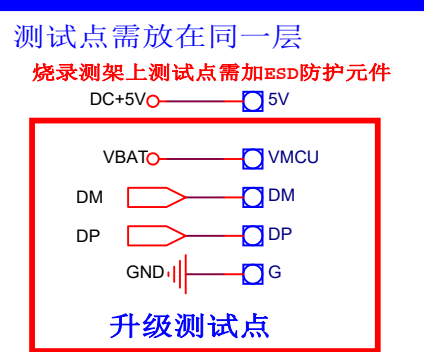 测试点需放在同一层
烧录测架上测试点需加ESD防护元件
DC+5V 5V
VBAT VMCU
DM DM
DP DP
GND G
升级测试点